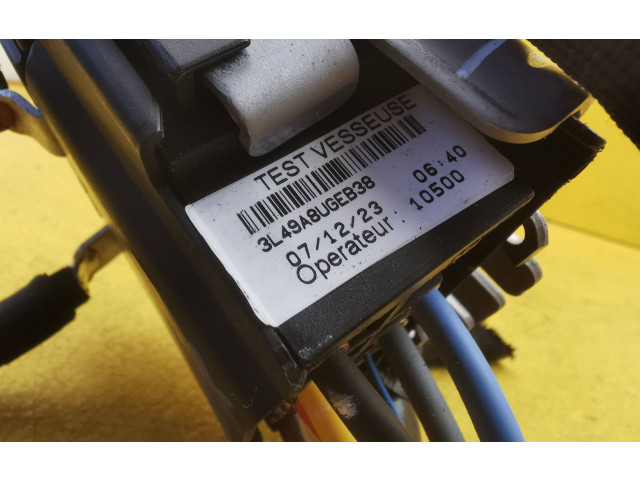 TEST VESSEUSE
3L49A8UGEB38
07/12/23 06:40
Operateur : 10500